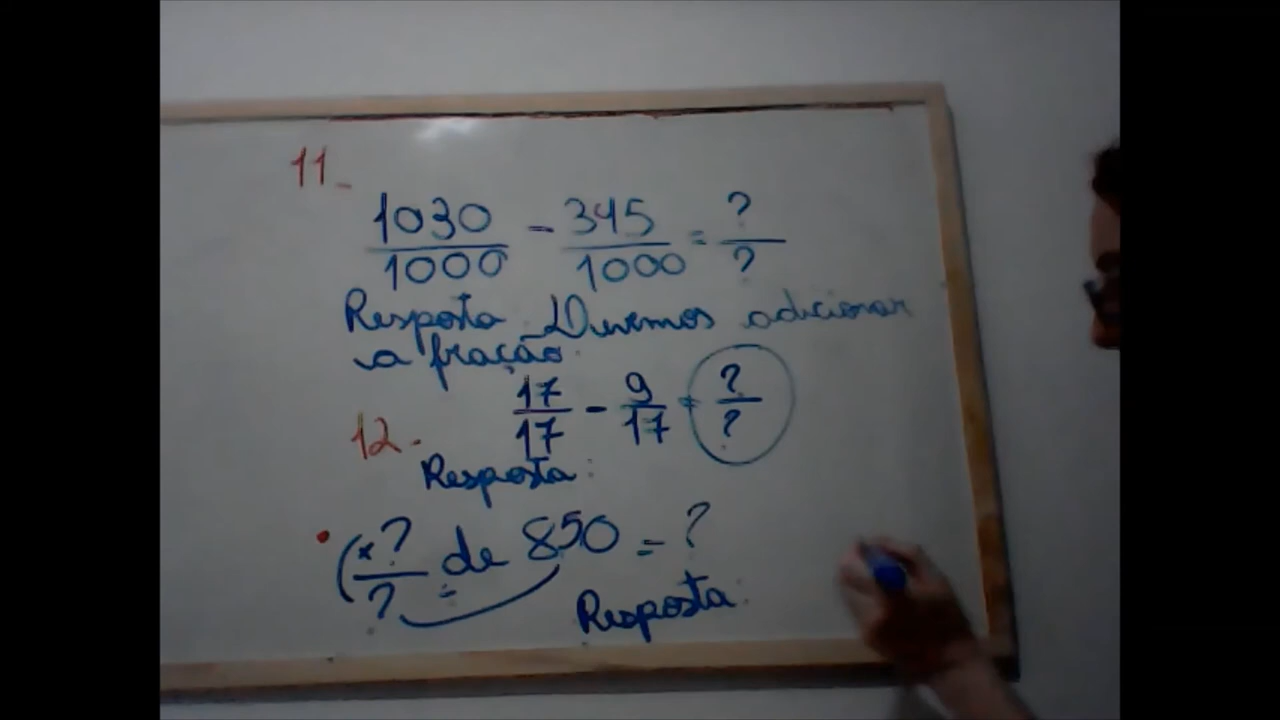 11-
1030/1000 - 345/1000 = ?/?
Resposta Devemos adicionar
a fração:
12. 17/17 - 9/17 = ?/?
Resposta:
(×?/? de 850 = ?
Resposta: